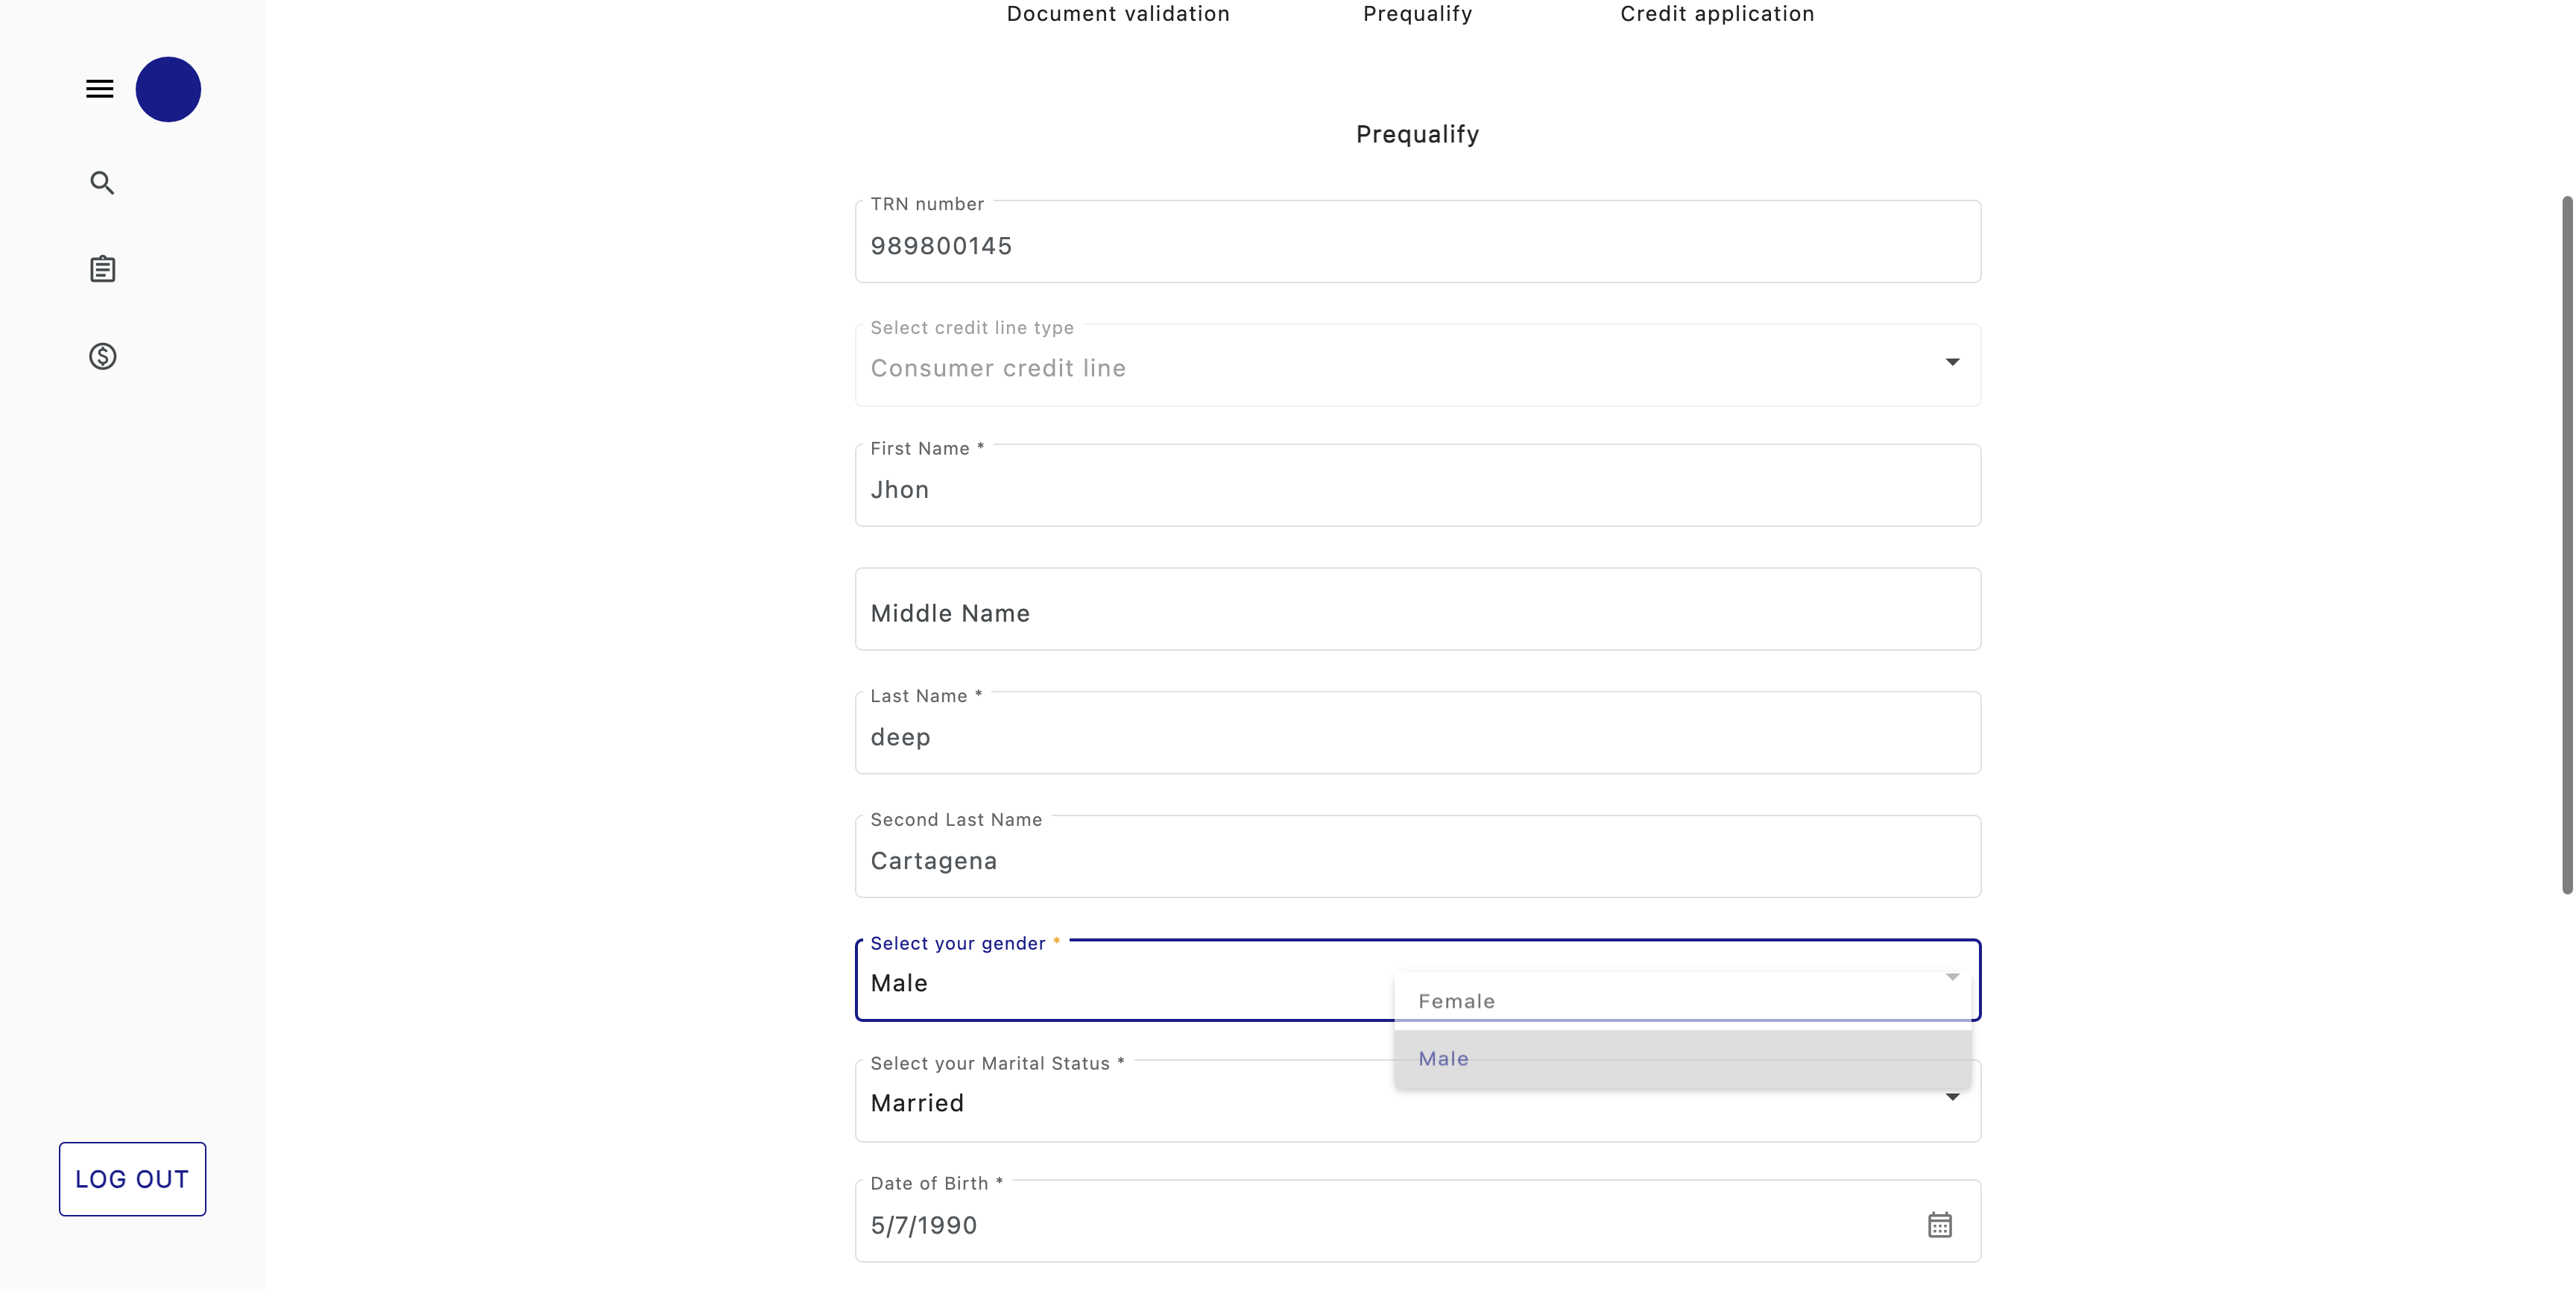 Document validation
Prequalify
Credit application
Prequalify
TRN number
989800145
Select credit line type
Consumer credit line
First Name *
Jhon
Middle Name
Last Name *
deep
Second Last Name
Cartagena
Select your gender *
Male
Female
Male
Select your Marital Status *
Married
Date of Birth *
5/7/1990
LOG OUT